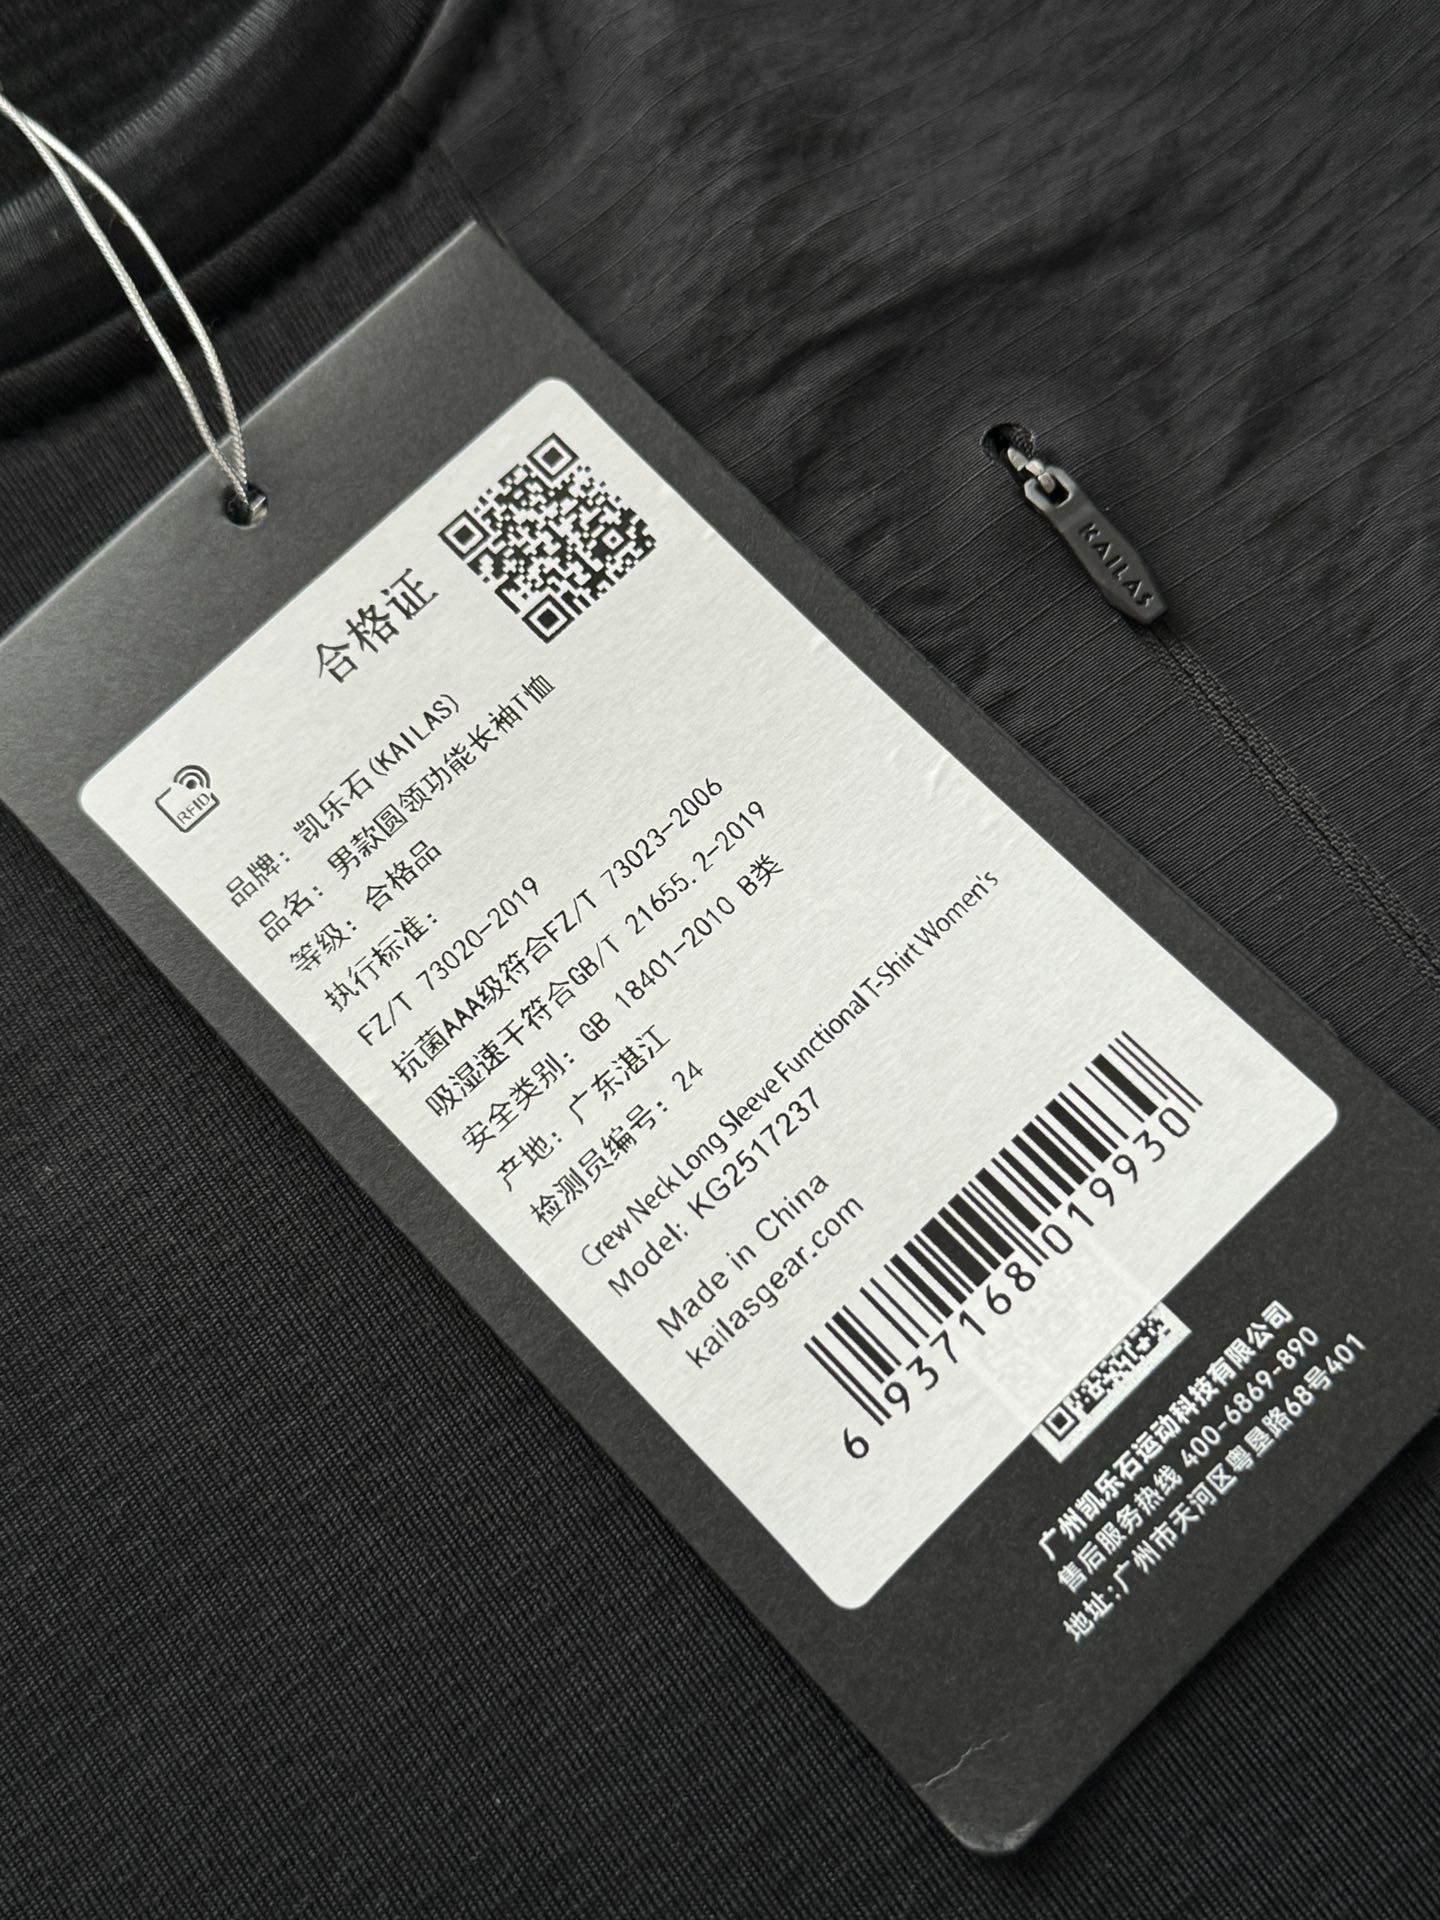 合格证
RFID
品牌：凯乐石(KAILAS)
品名：男款圆领功能长袖T恤
等级：合格品
执行标准：
FZ/T 73020-2019
抗菌AAA级符合FZ/T 73023-2006
吸湿速干符合GB/T 21655.2-2019
安全类别：GB 18401-2010 B类
产地：广东湛江
检测员编号：24
Crew Neck Long Sleeve Functional T-Shirt Women's
Model: KG2517237
Made in China
kailasgear.com
6 937168 019930
广州凯乐石运动科技有限公司
售后服务热线 400-6869-890
地址:广州市天河区粤垦路68号401
KAILAS